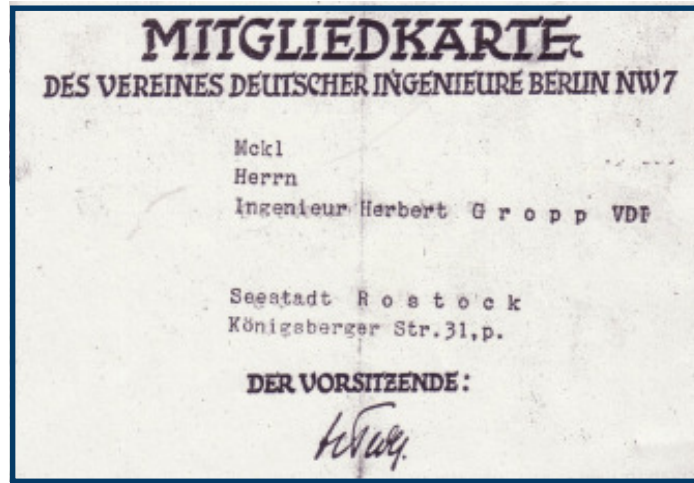 MITGLIEDKARTE
DES VEREINES DEUTSCHER INGENIEURE BERLIN NW7
Mckl
Herrn
Ingenieur Herbert G r o p p VDI
Seestadt R o s t o c k
Königsberger Str.31,p.
DER VORSITZENDE: